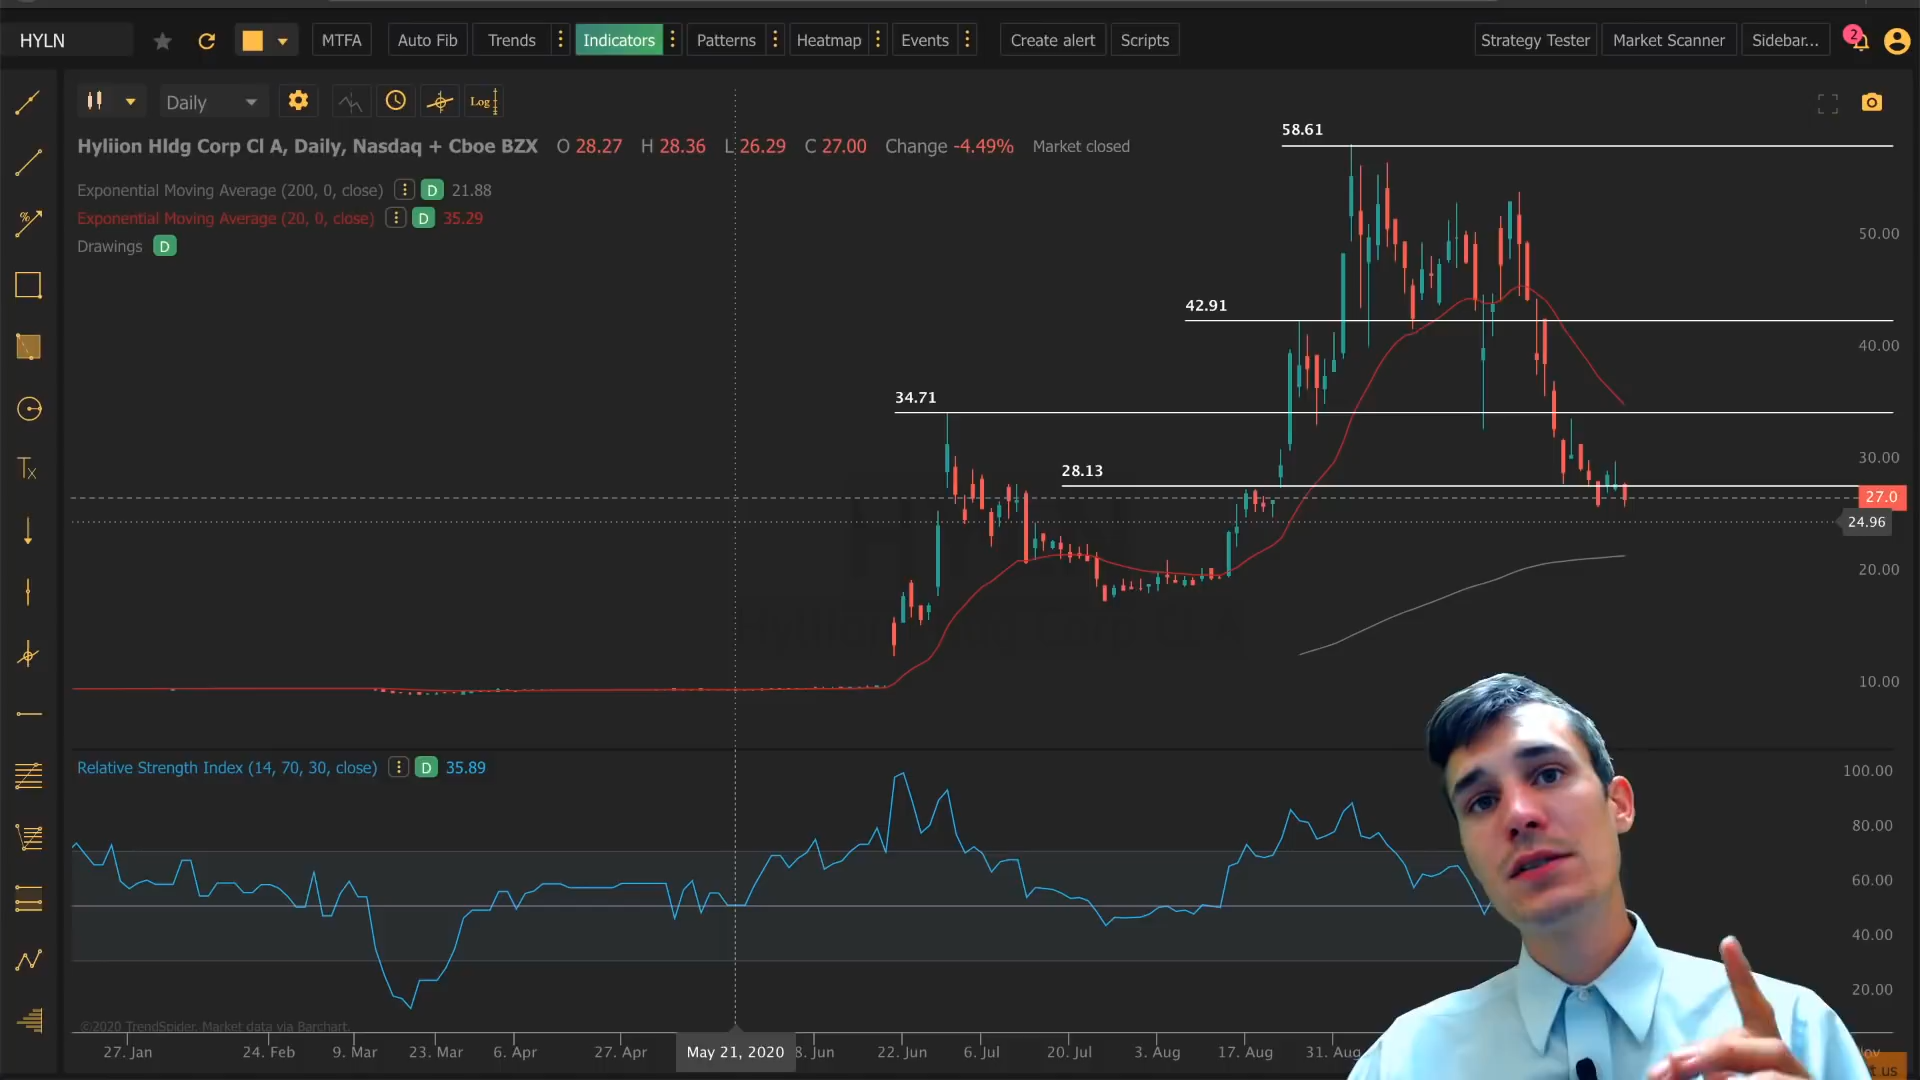 HYLN MTFA Auto Fib Trends Indicators Patterns Heatmap Events Create alert Scripts Strategy Tester Market Scanner Sidebar... 2
Daily Log
Hyliion Hldg Corp Cl A, Daily, Nasdaq + Cboe BZX O 28.27 H 28.36 L 26.29 C 27.00 Change -4.49% Market closed
Exponential Moving Average (200, 0, close) D 21.88
Exponential Moving Average (20, 0, close) D 35.29
Drawings D
58.61
50.00
42.91
40.00
34.71
30.00
28.13
27.0
24.96
20.00
10.00
Relative Strength Index (14, 70, 30, close) D 35.89
100.00
80.00
60.00
40.00
20.00
©2020 TrendSpider. Market data via Barchart.
27. Jan 24. Feb 9. Mar 23. Mar 6. Apr 27. Apr May 21, 2020 8. Jun 22. Jun 6. Jul 20. Jul 3. Aug 17. Aug 31. Aug
t us